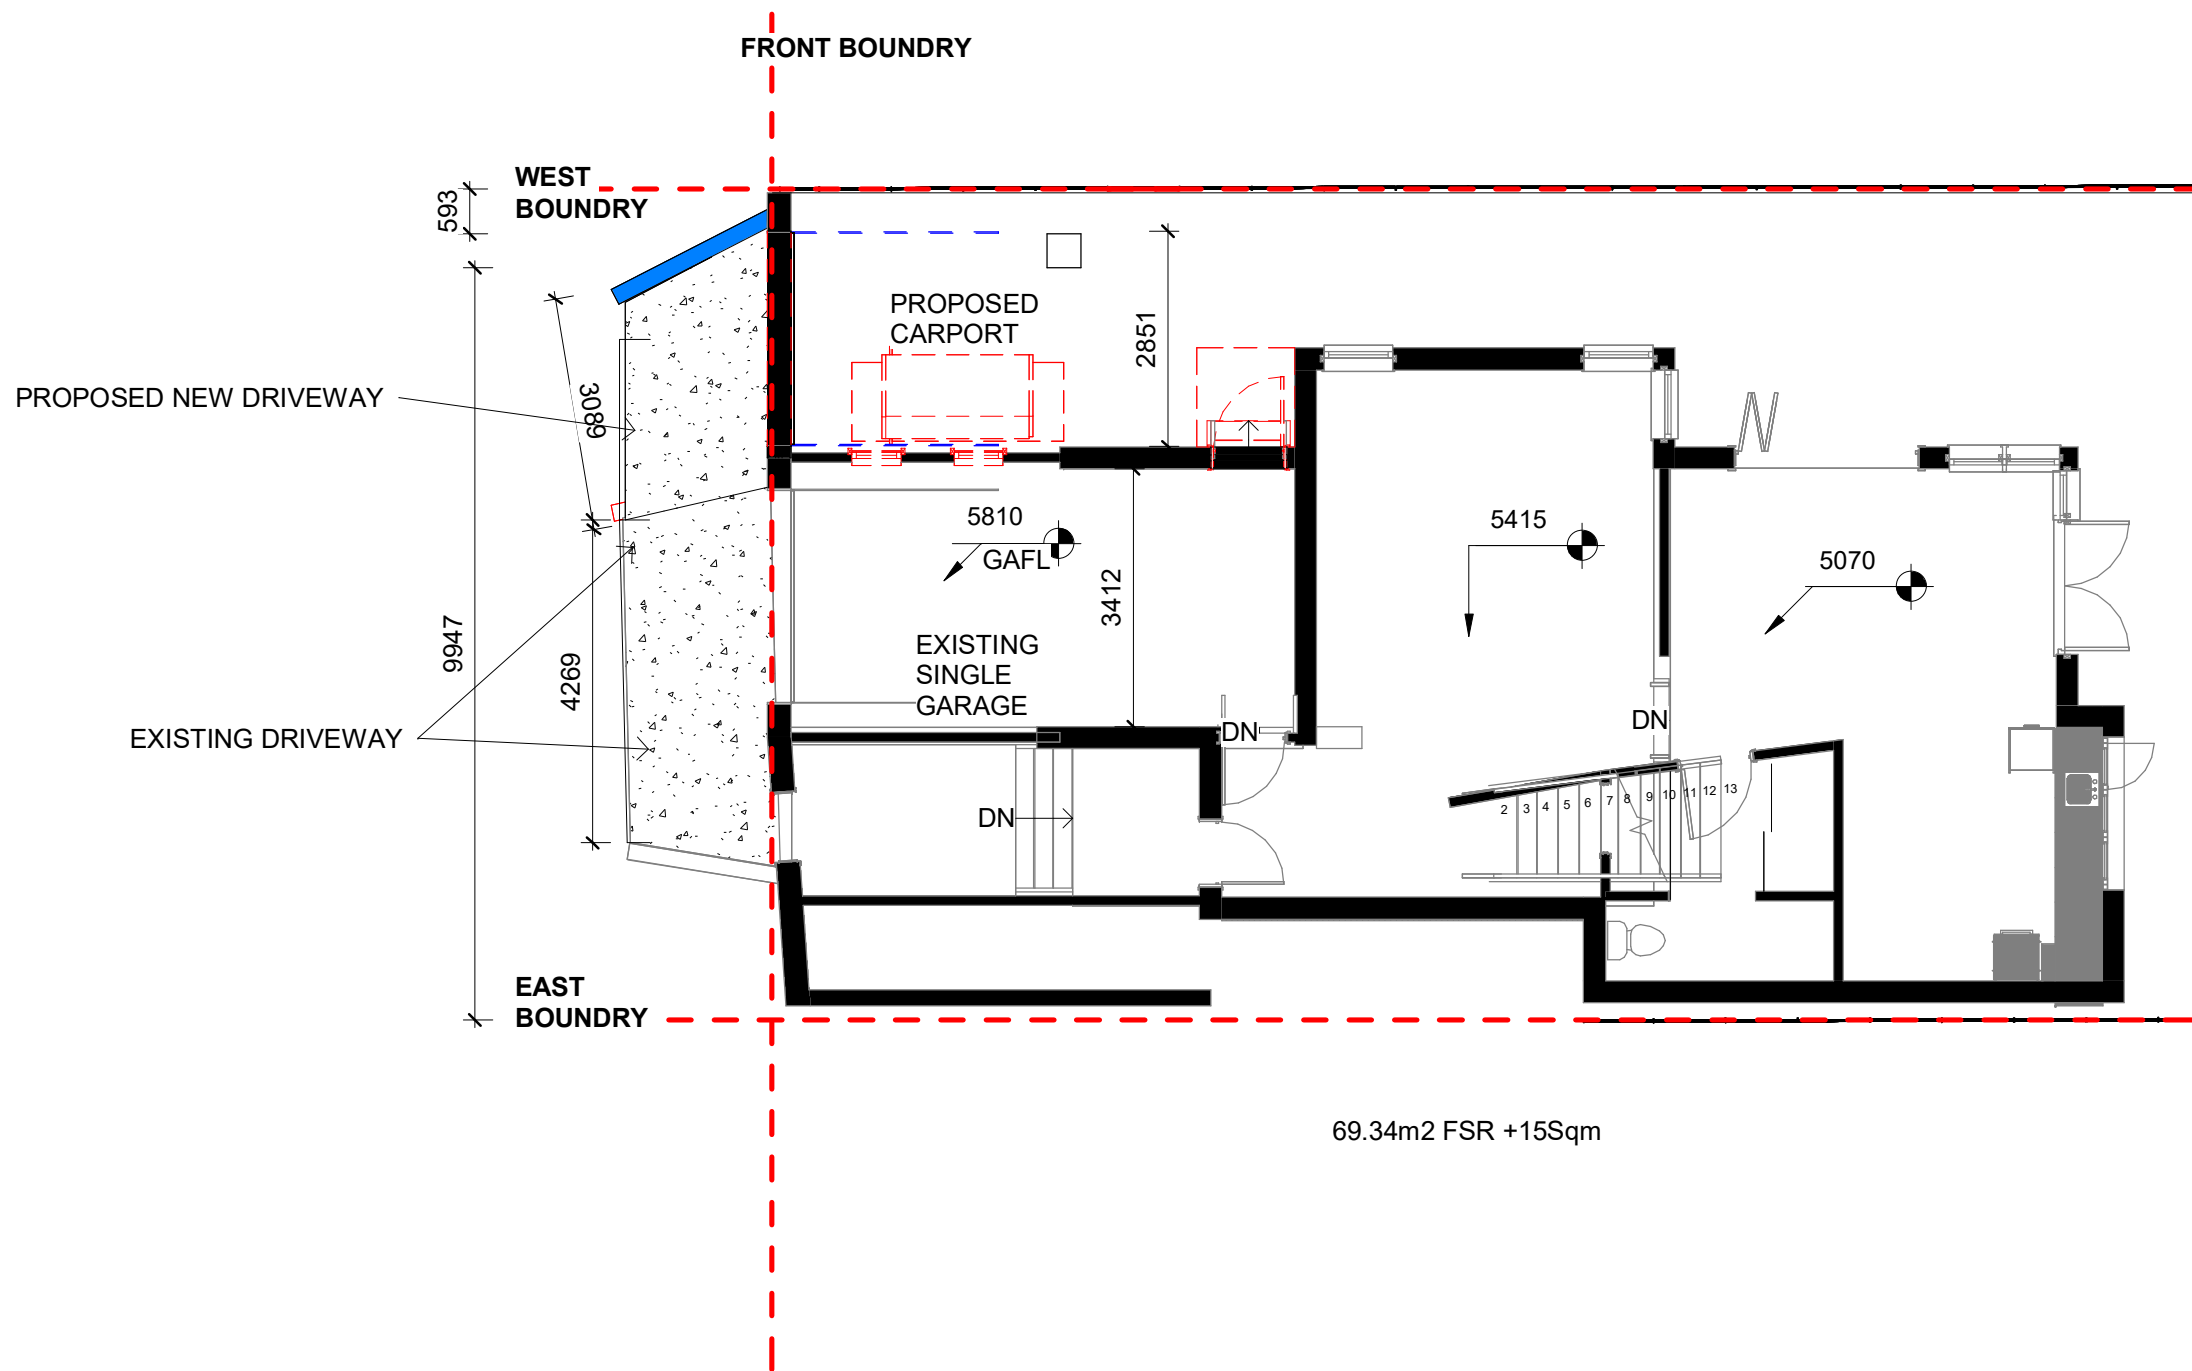 FRONT BOUNDRY
WEST
BOUNDRY
593
PROPOSED
CARPORT
2851
3089
PROPOSED NEW DRIVEWAY
5810
GAFL
5415
5070
3412
9947
4269
EXISTING
SINGLE
GARAGE
EXISTING DRIVEWAY
DN
DN
DN
2 3 4 5 6 7 8 9 10 11 12 13
EAST
BOUNDRY
69.34m2 FSR +15Sqm